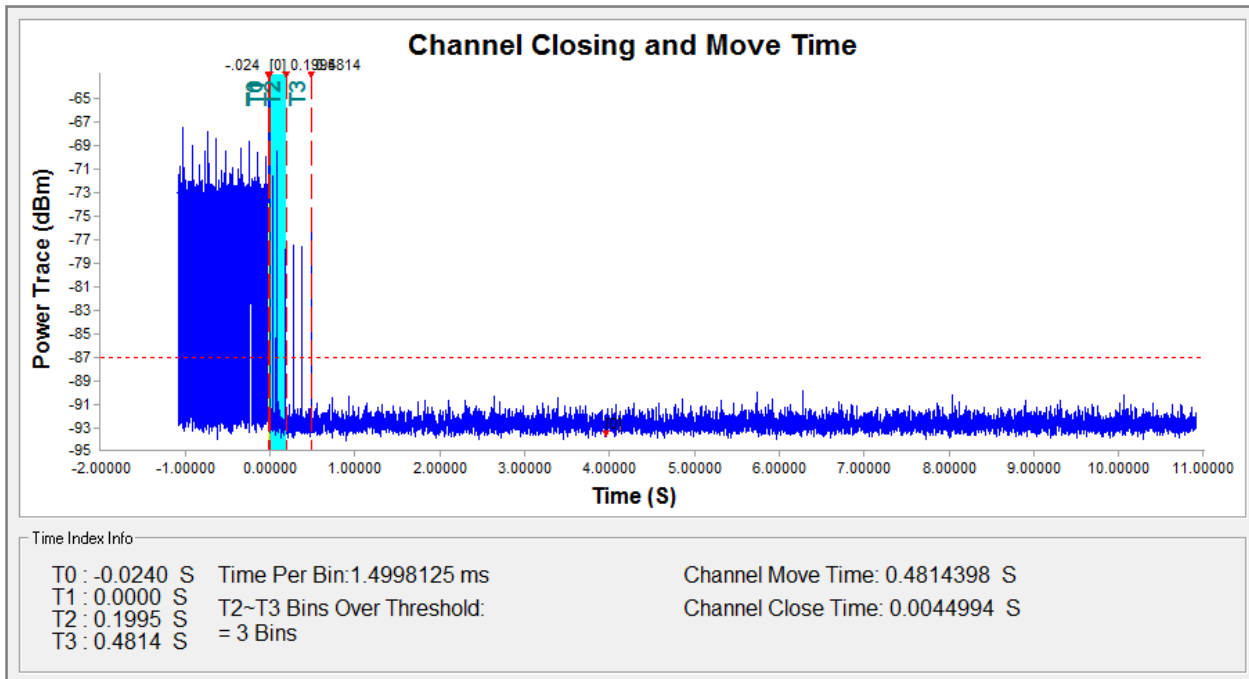 Channel Closing and Move Time
-.024 [0] 0.1995 0.4814
T0 T2 T3
Power Trace (dBm)
-65
-67
-69
-71
-73
-75
-77
-79
-81
-83
-85
-87
-89
-91
-93
-95
[0]
-2.00000 -1.00000 0.00000 1.00000 2.00000 3.00000 4.00000 5.00000 6.00000 7.00000 8.00000 9.00000 10.00000 11.00000
Time (S)
Time Index Info
T0 : -0.0240 S
T1 : 0.0000 S
T2 : 0.1995 S
T3 : 0.4814 S
Time Per Bin:1.4998125 ms
T2~T3 Bins Over Threshold:
= 3 Bins
Channel Move Time: 0.4814398 S
Channel Close Time: 0.0044994 S